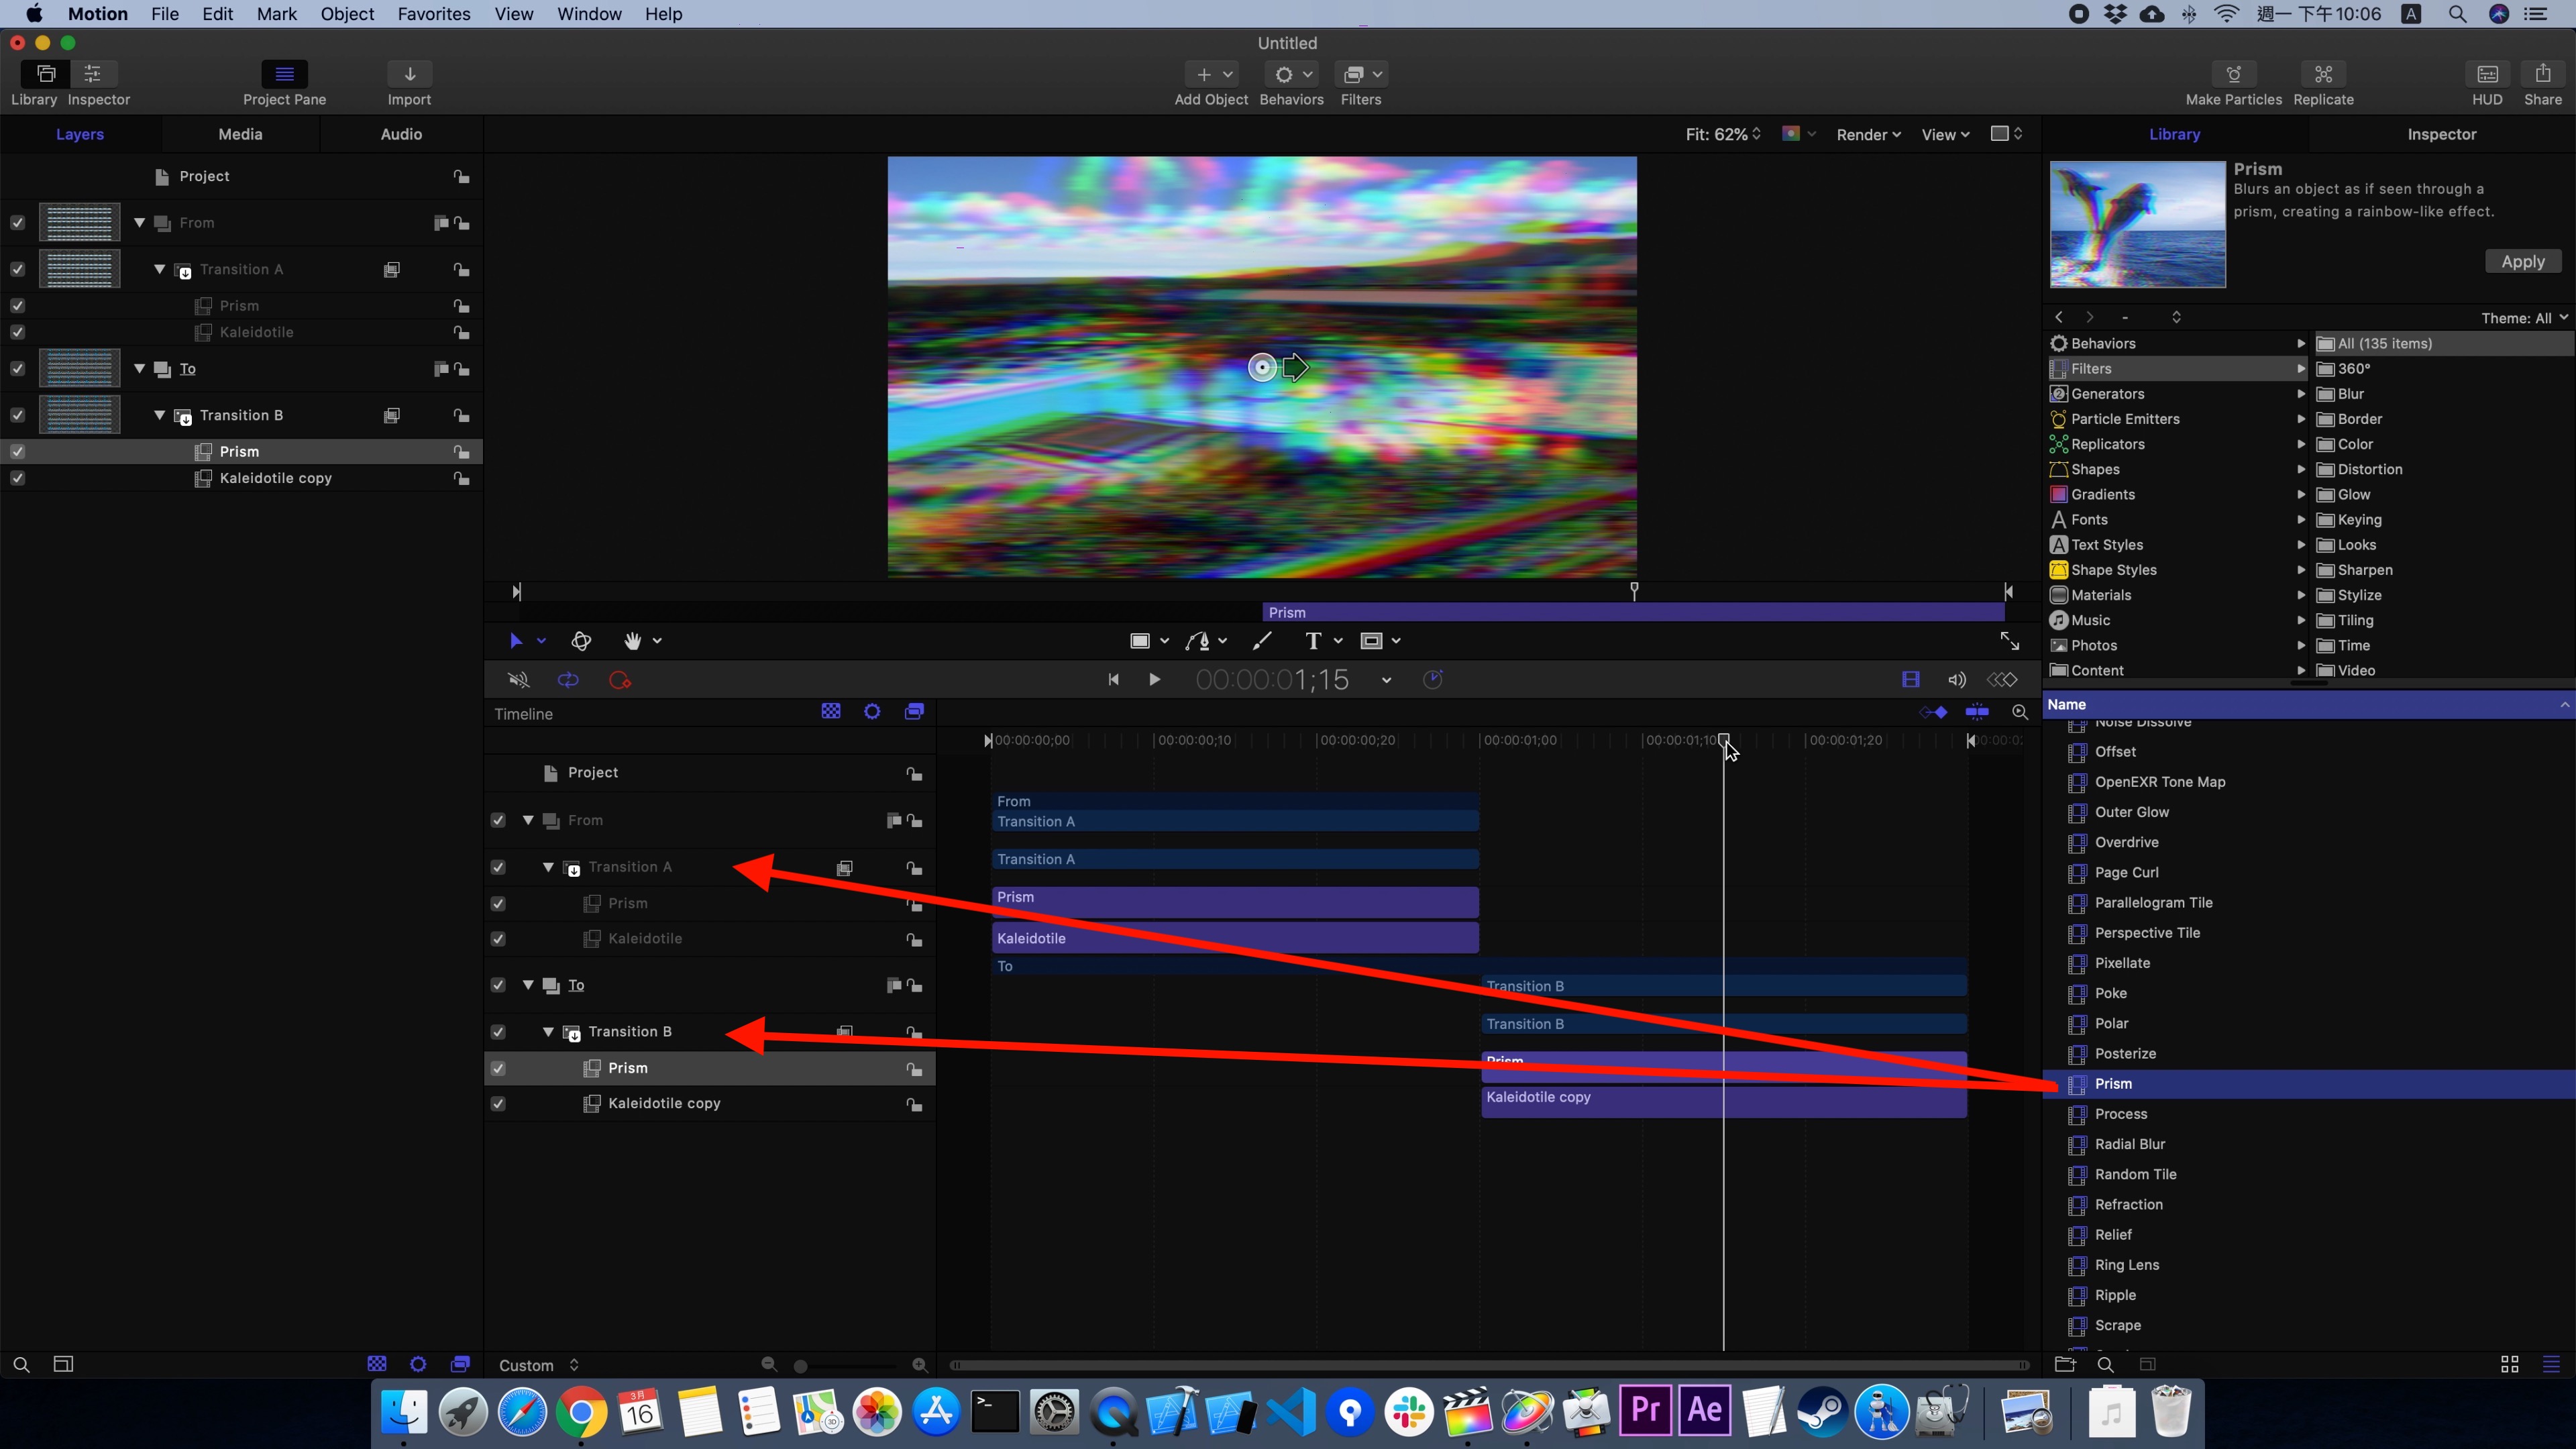 Motion File Edit Mark Object Favorites View Window Help 週一 下午10:06 A
Untitled
Library Inspector Project Pane Import Add Object Behaviors Filters Make Particles Replicate HUD Share
Layers Media Audio Fit: 62% Render View Library Inspector
Project
From
Transition A
Prism
Kaleidotile
To
Transition B
Prism
Kaleidotile copy
Prism
Blurs an object as if seen through a
prism, creating a rainbow-like effect.
Apply
Theme: All
Behaviors
Filters
Generators
Particle Emitters
Replicators
Shapes
Gradients
Fonts
Text Styles
Shape Styles
Materials
Music
Photos
Content
All (135 items)
360°
Blur
Border
Color
Distortion
Glow
Keying
Looks
Sharpen
Stylize
Tiling
Time
Video
Prism
T
00:00:01;15
Timeline
00:00:00;00 00:00:00;10 00:00:00;20 00:00:01;00 00:00:01;10 00:00:01;20
Project
From
Transition A
Prism
Kaleidotile
To
Transition B
Prism
Kaleidotile copy
From
Transition A
Transition A
Prism
Kaleidotile
To
Transition B
Transition B
Prism
Kaleidotile copy
Name
Noise Dissolve
Offset
OpenEXR Tone Map
Outer Glow
Overdrive
Page Curl
Parallelogram Tile
Perspective Tile
Pixellate
Poke
Polar
Posterize
Prism
Process
Radial Blur
Random Tile
Refraction
Relief
Ring Lens
Ripple
Scrape
Custom
3月
16
3D
Pr
Ae